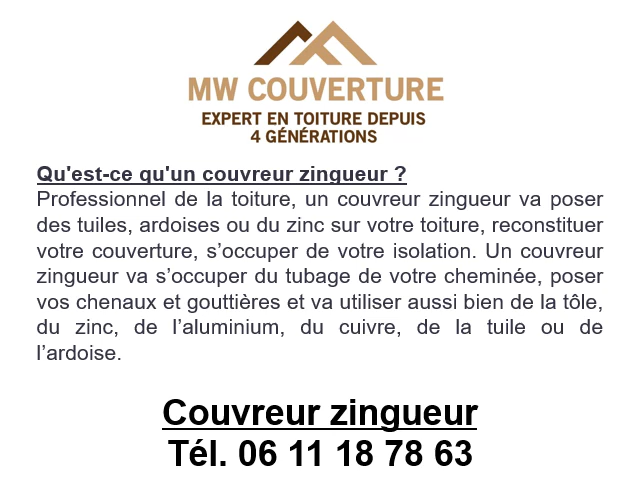 MW COUVERTURE
EXPERT EN TOITURE DEPUIS
4 GÉNÉRATIONS
Qu'est-ce qu'un couvreur zingueur ?
Professionnel de la toiture, un couvreur zingueur va poser
des tuiles, ardoises ou du zinc sur votre toiture, reconstituer
votre couverture, s’occuper de votre isolation. Un couvreur
zingueur va s’occuper du tubage de votre cheminée, poser
vos chenaux et gouttières et va utiliser aussi bien de la tôle,
du zinc, de l’aluminium, du cuivre, de la tuile ou de
l’ardoise.
Couvreur zingueur
Tél. 06 11 18 78 63